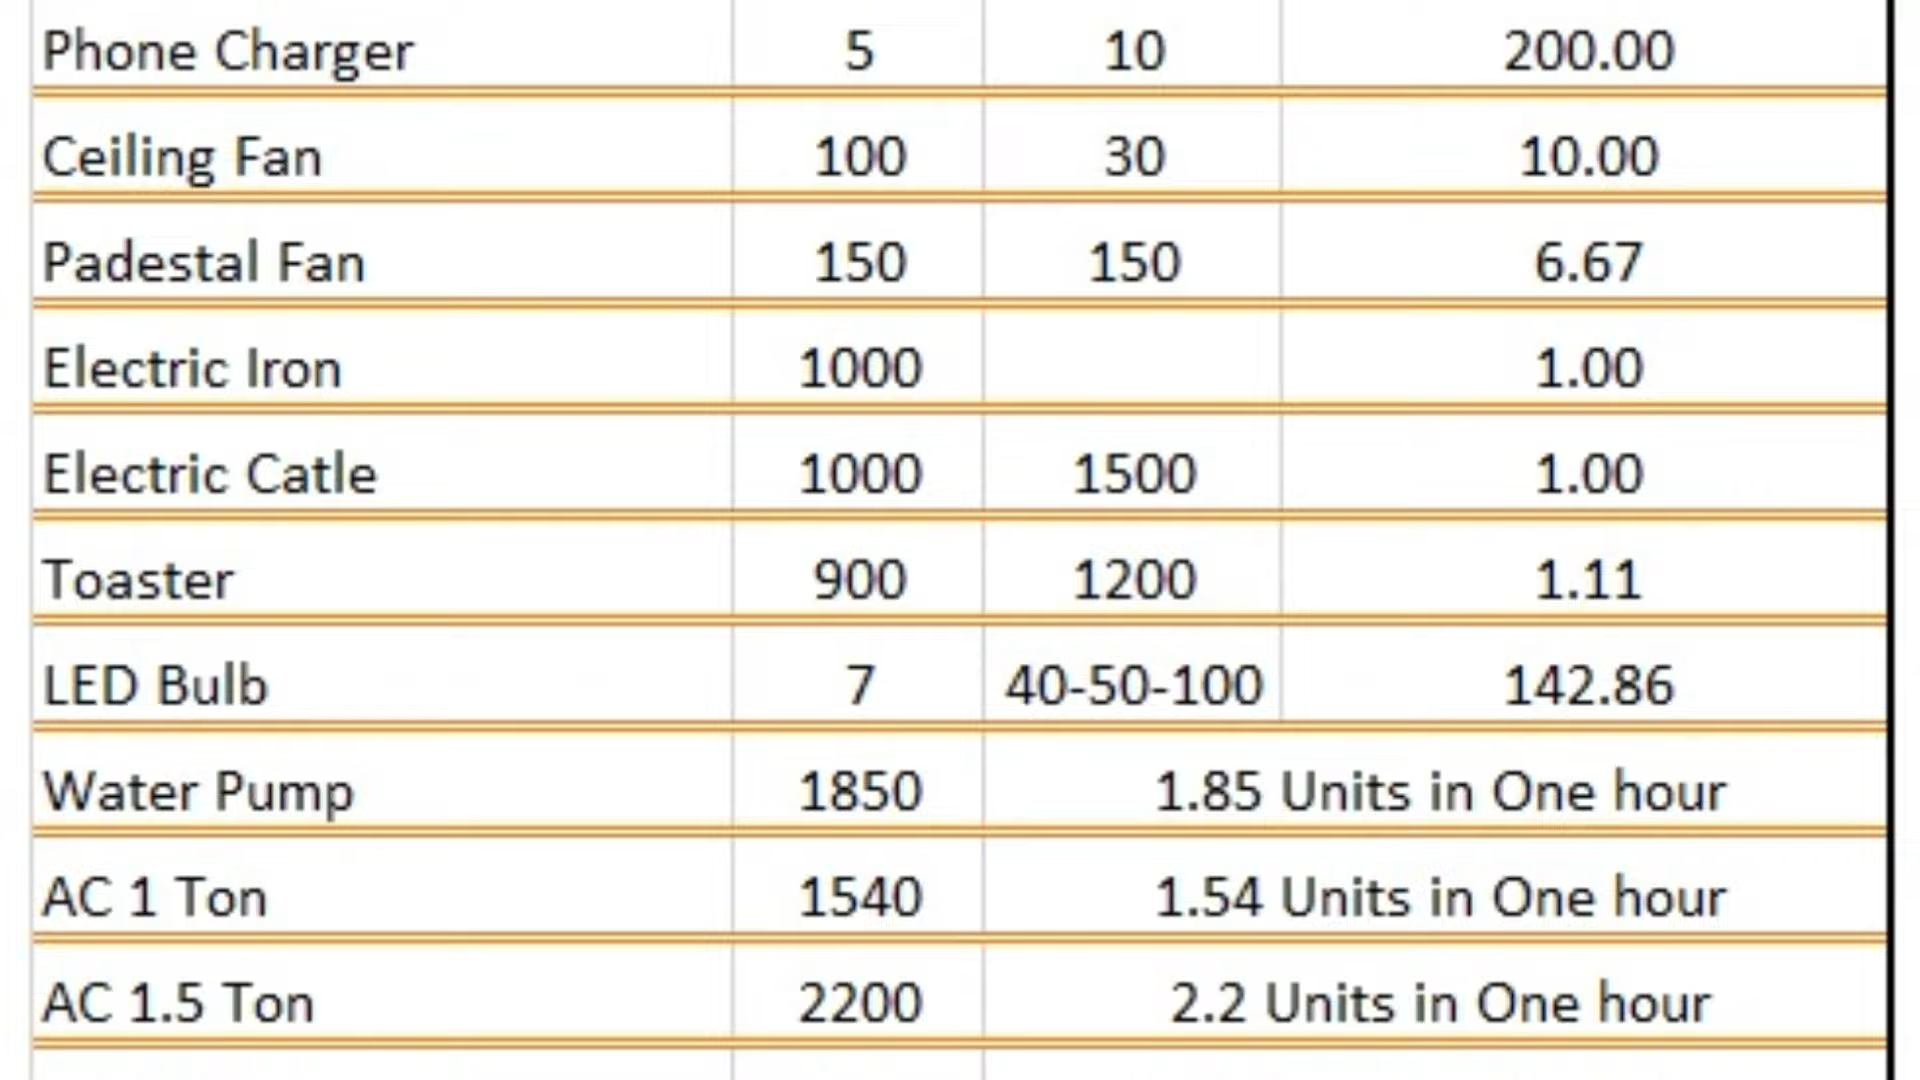 Phone Charger 5 10 200.00
Ceiling Fan 100 30 10.00
Padestal Fan 150 150 6.67
Electric Iron 1000 1.00
Electric Catle 1000 1500 1.00
Toaster 900 1200 1.11
LED Bulb 7 40-50-100 142.86
Water Pump 1850 1.85 Units in One hour
AC 1 Ton 1540 1.54 Units in One hour
AC 1.5 Ton 2200 2.2 Units in One hour